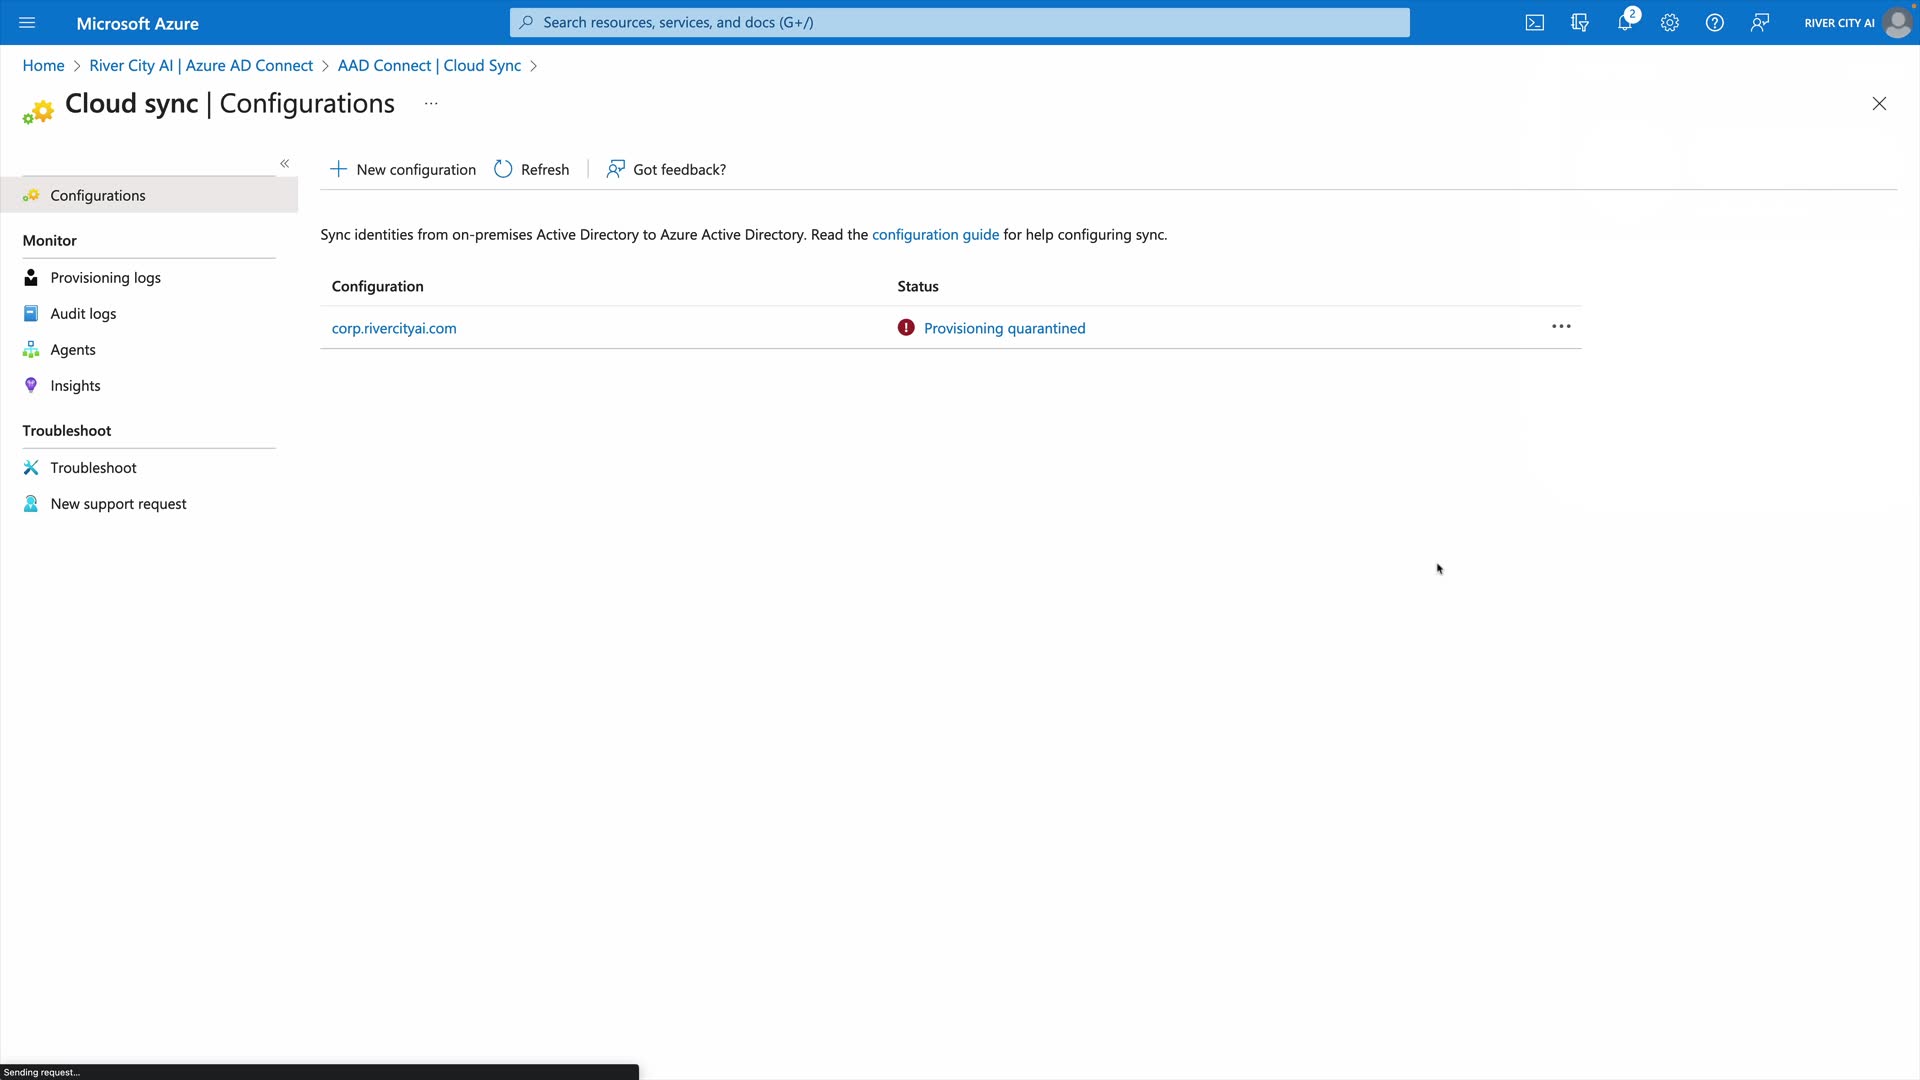 Microsoft Azure
Search resources, services, and docs (G+/)
2
RIVER CITY AI
Home > River City AI | Azure AD Connect > AAD Connect | Cloud Sync >
Cloud sync | Configurations ...
«
New configuration
Refresh
Got feedback?
Configurations
Sync identities from on-premises Active Directory to Azure Active Directory. Read the configuration guide for help configuring sync.
Monitor
Provisioning logs
Audit logs
Agents
Insights
Configuration Status
corp.rivercityai.com Provisioning quarantined
Troubleshoot
Troubleshoot
New support request
Sending request...